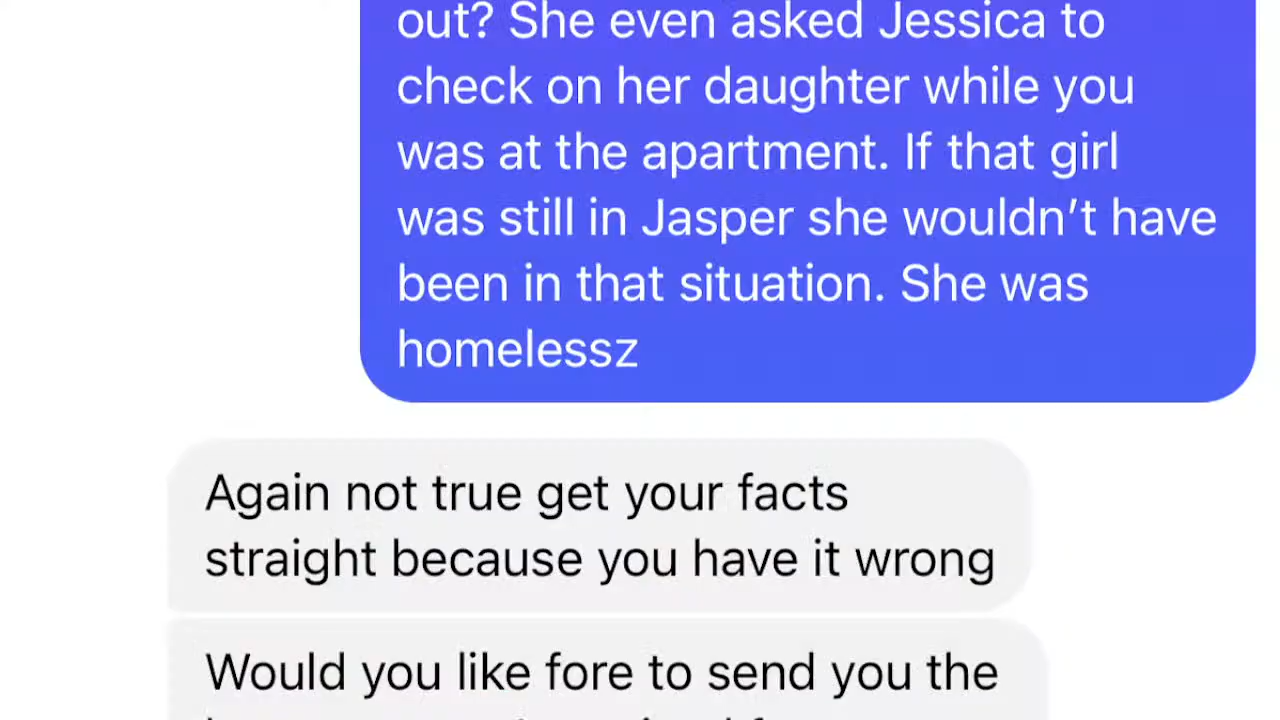 out? She even asked Jessica to
check on her daughter while you
was at the apartment. If that girl
was still in Jasper she wouldn’t have
been in that situation. She was
homelessz
Again not true get your facts
straight because you have it wrong
Would you like fore to send you the